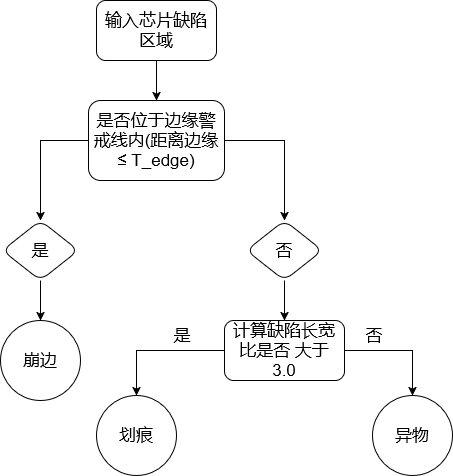 输入芯片缺陷
区域
是否位于边缘警
戒线内(距离边缘
≤ T_edge)
是
否
崩边
计算缺陷长宽
比是否 大于
3.0
是
否
划痕
异物